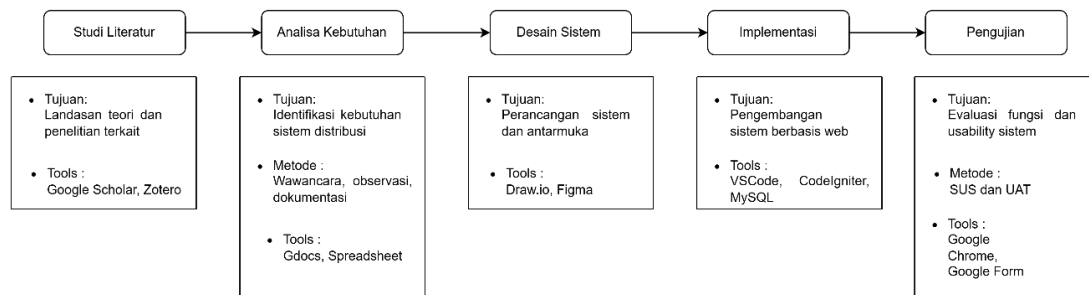 Studi Literatur
Analisa Kebutuhan
Desain Sistem
Implementasi
Pengujian
• Tujuan:
Landasan teori dan
penelitian terkait
• Tools :
Google Scholar, Zotero
• Tujuan:
Identifikasi kebutuhan
sistem distribusi
• Metode :
Wawancara, observasi,
dokumentasi
• Tools :
Gdocs, Spreadsheet
• Tujuan:
Perancangan sistem
dan antarmuka
• Tools :
Draw.io, Figma
• Tujuan:
Pengembangan
sistem berbasis web
• Tools :
VSCode, CodeIgniter,
MySQL
• Tujuan:
Evaluasi fungsi dan
usability sistem
• Metode :
SUS dan UAT
• Tools :
Google
Chrome,
Google Form